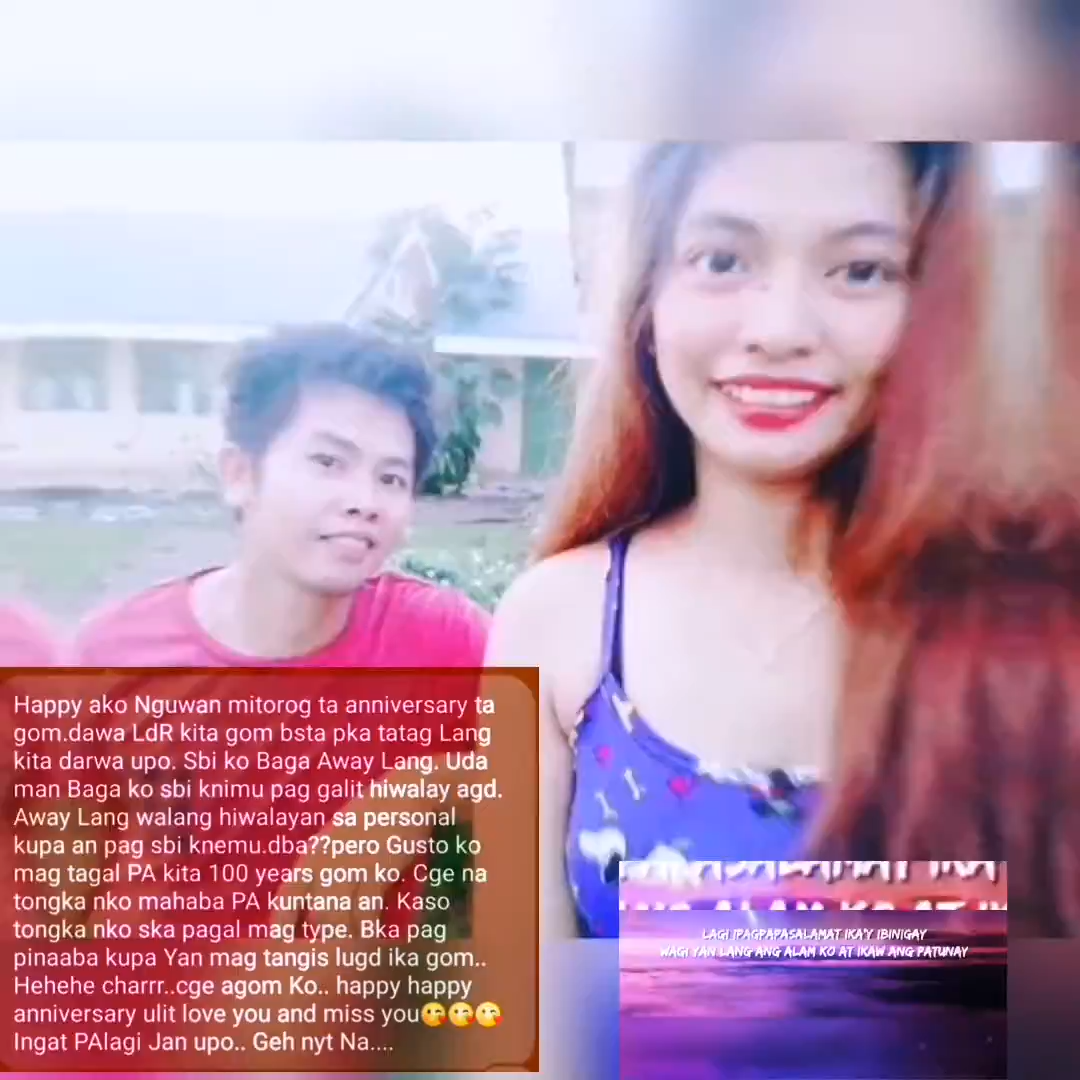 Happy ako Nguwan mitorog ta anniversary ta
gom.dawa LdR kita gom bsta pka tatag Lang
kita darwa upo. Sbi ko Baga Away Lang. Uda
man Baga ko sbi knimu pag galit hiwalay agd.
Away Lang walang hiwalayan sa personal
kupa an pag sbi knemu.dba??pero Gusto ko
mag tagal PA kita 100 years gom ko. Cge na
tongka nko mahaba PA kuntana an. Kaso
tongka nko ska pagal mag type. Bka pag
pinaaba kupa Yan mag tangis lugd ika gom..
Hehehe charrr..cge agom Ko.. happy happy
anniversary ulit love you and miss you😘😘😘
Ingat PAlagi Jan upo.. Geh nyt Na....
LAGI IPAGPAPASALAMAT IKA'Y IBINIGAY
WAGI YAN LANG ANG ALAM KO AT IKAW ANG PATUNAY